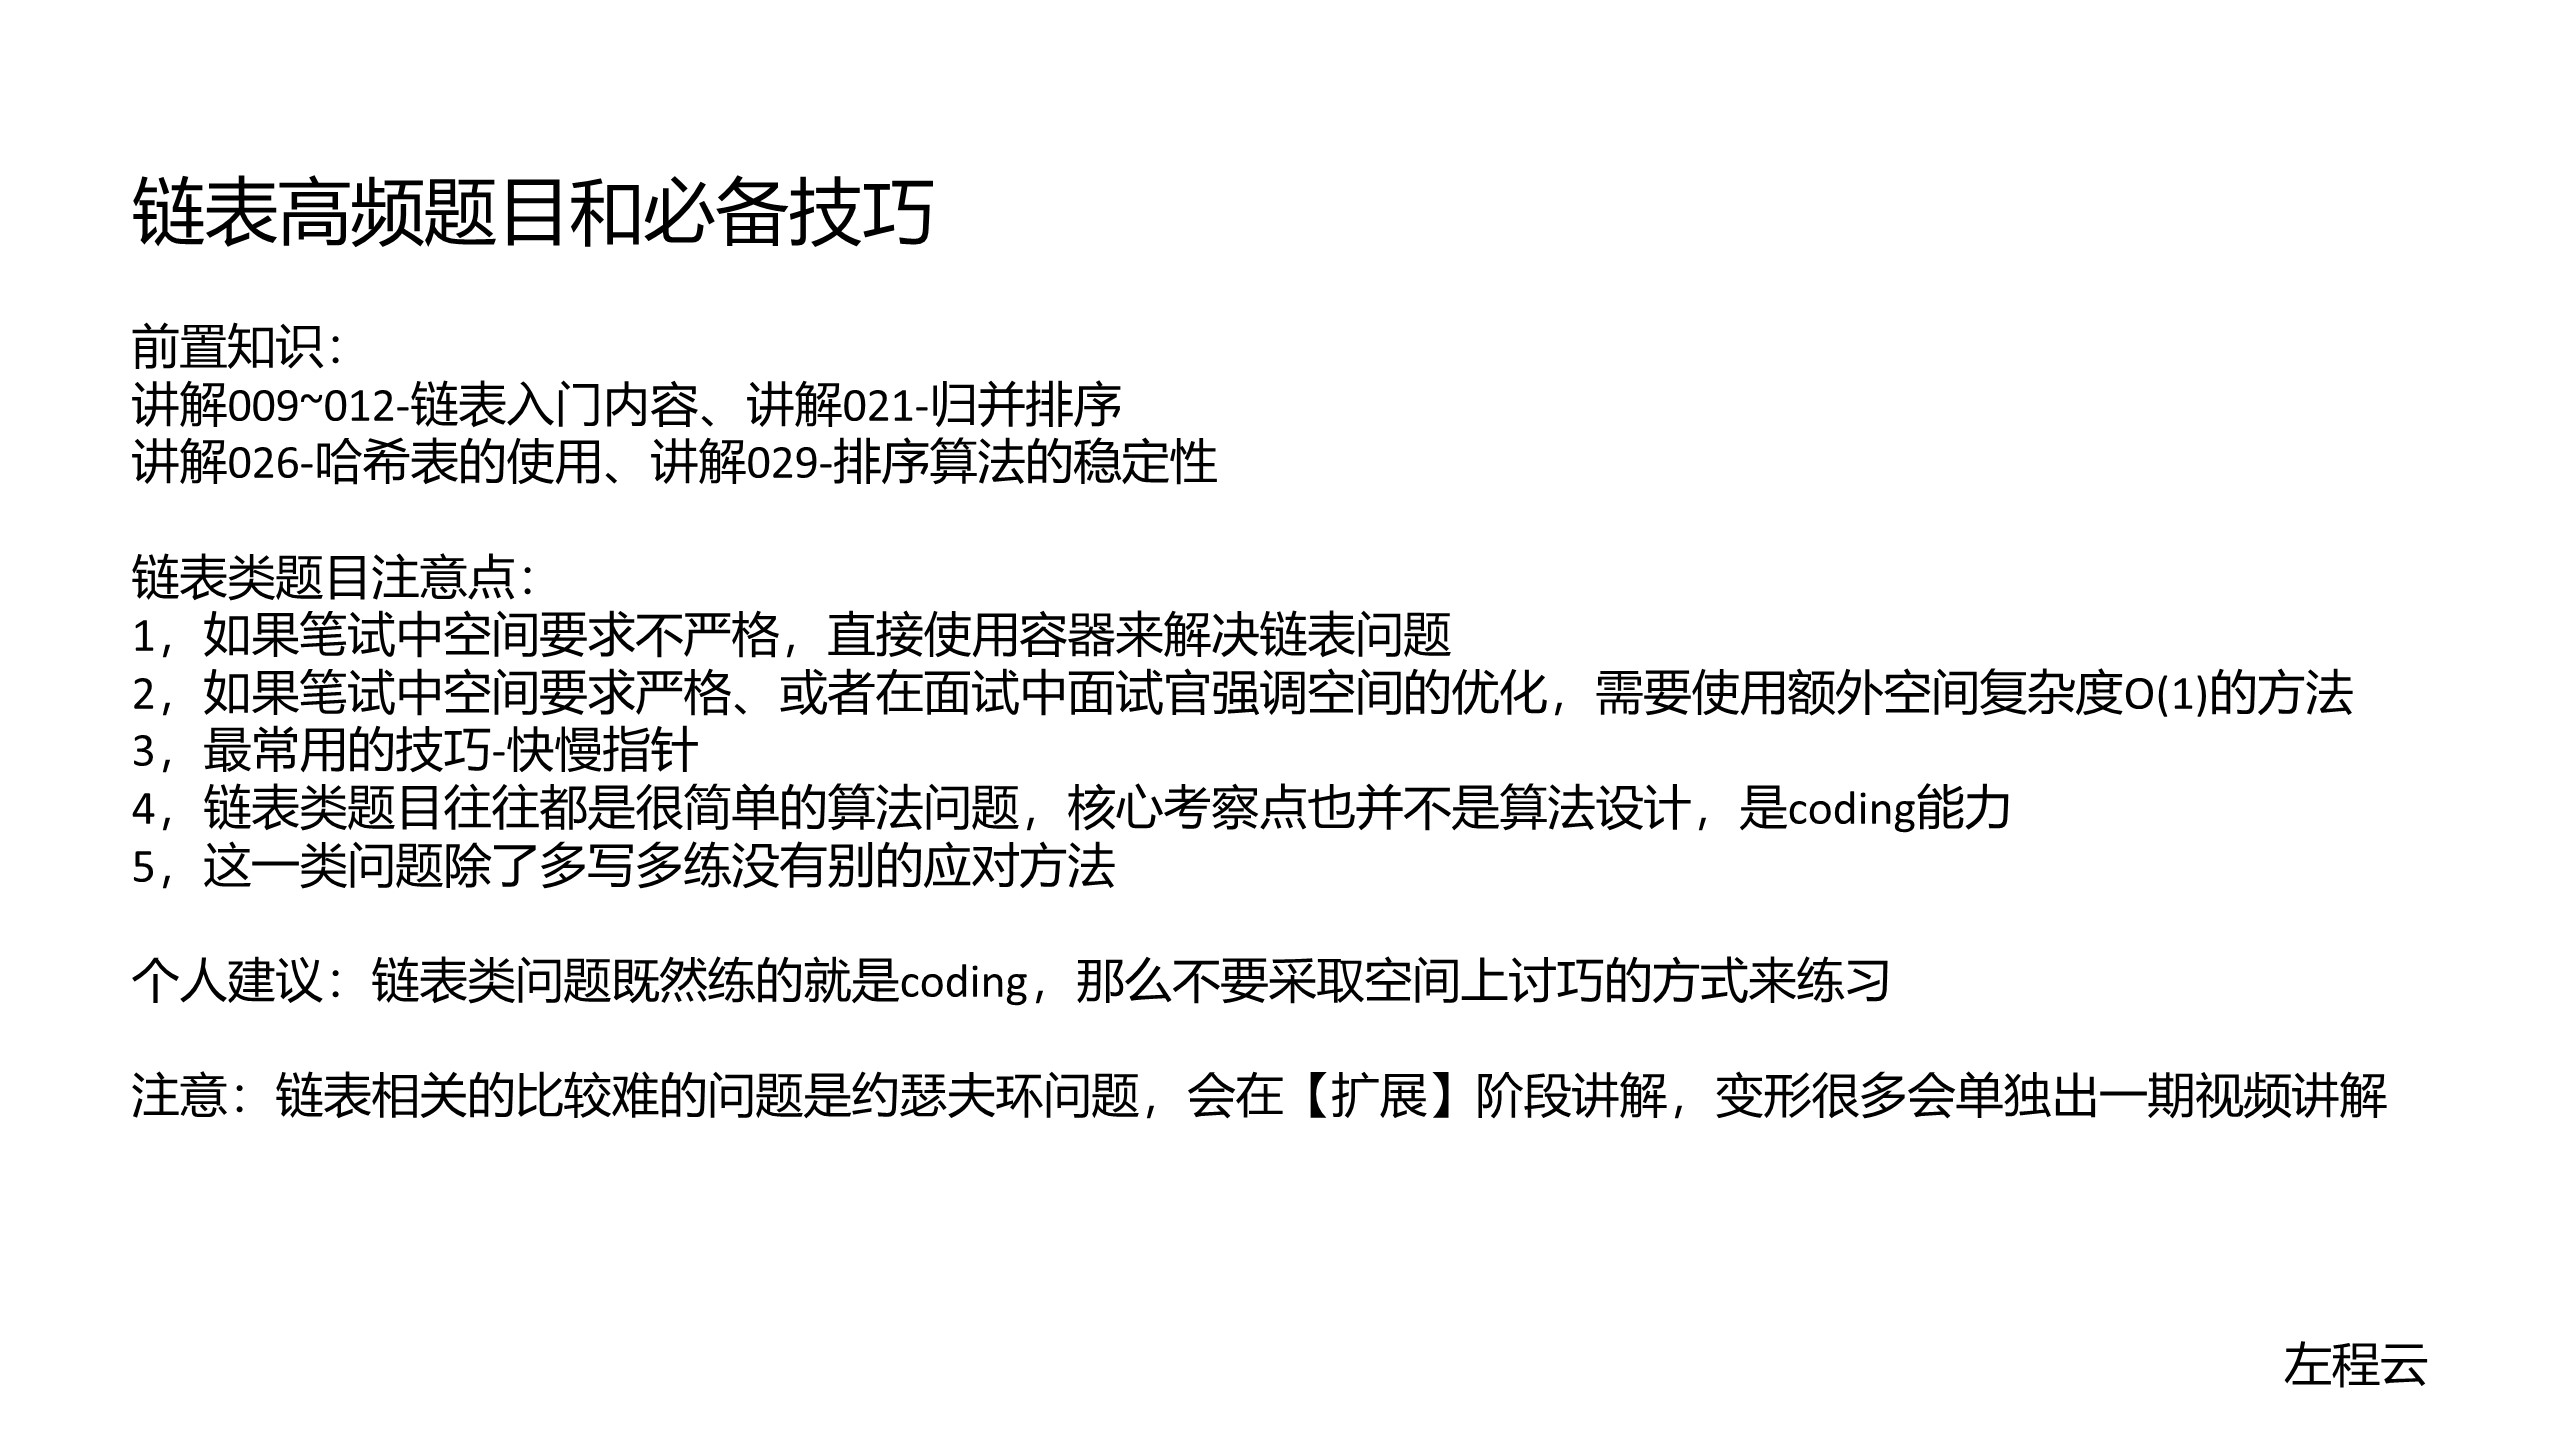 链表高频题目和必备技巧
前置知识：
讲解009~012-链表入门内容、讲解021-归并排序
讲解026-哈希表的使用、讲解029-排序算法的稳定性
链表类题目注意点：
1，如果笔试中空间要求不严格，直接使用容器来解决链表问题
2，如果笔试中空间要求严格、或者在面试中面试官强调空间的优化，需要使用额外空间复杂度O(1)的方法
3，最常用的技巧-快慢指针
4，链表类题目往往都是很简单的算法问题，核心考察点也并不是算法设计，是coding能力
5，这一类问题除了多写多练没有别的应对方法
个人建议：链表类问题既然练的就是coding，那么不要采取空间上讨巧的方式来练习
注意：链表相关的比较难的问题是约瑟夫环问题，会在【扩展】阶段讲解，变形很多会单独出一期视频讲解
左程云